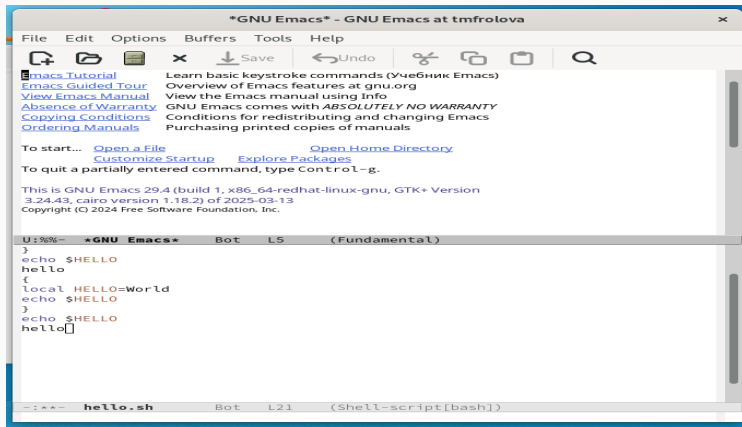 *GNU Emacs* - GNU Emacs at tmfrolova
File Edit Options Buffers Tools Help
Save Undo
Emacs Tutorial Learn basic keystroke commands (Учебник Emacs)
Emacs Guided Tour Overview of Emacs features at gnu.org
View Emacs Manual View the Emacs manual using Info
Absence of Warranty GNU Emacs comes with ABSOLUTELY NO WARRANTY
Copying Conditions Conditions for redistributing and changing Emacs
Ordering Manuals Purchasing printed copies of manuals
To start... Open a File Open Home Directory
Customize Startup Explore Packages
To quit a partially entered command, type Control-g.
This is GNU Emacs 29.4 (build 1, x86_64-redhat-linux-gnu, GTK+ Version
3.24.43, cairo version 1.18.2) of 2025-03-13
Copyright (C) 2024 Free Software Foundation, Inc.
U:%%- *GNU Emacs* Bot L5 (Fundamental)
}
echo $HELLO
hello
{
local HELLO=World
echo $HELLO
}
echo $HELLO
hello
-:**- hello.sh Bot L21 (Shell-script[bash])